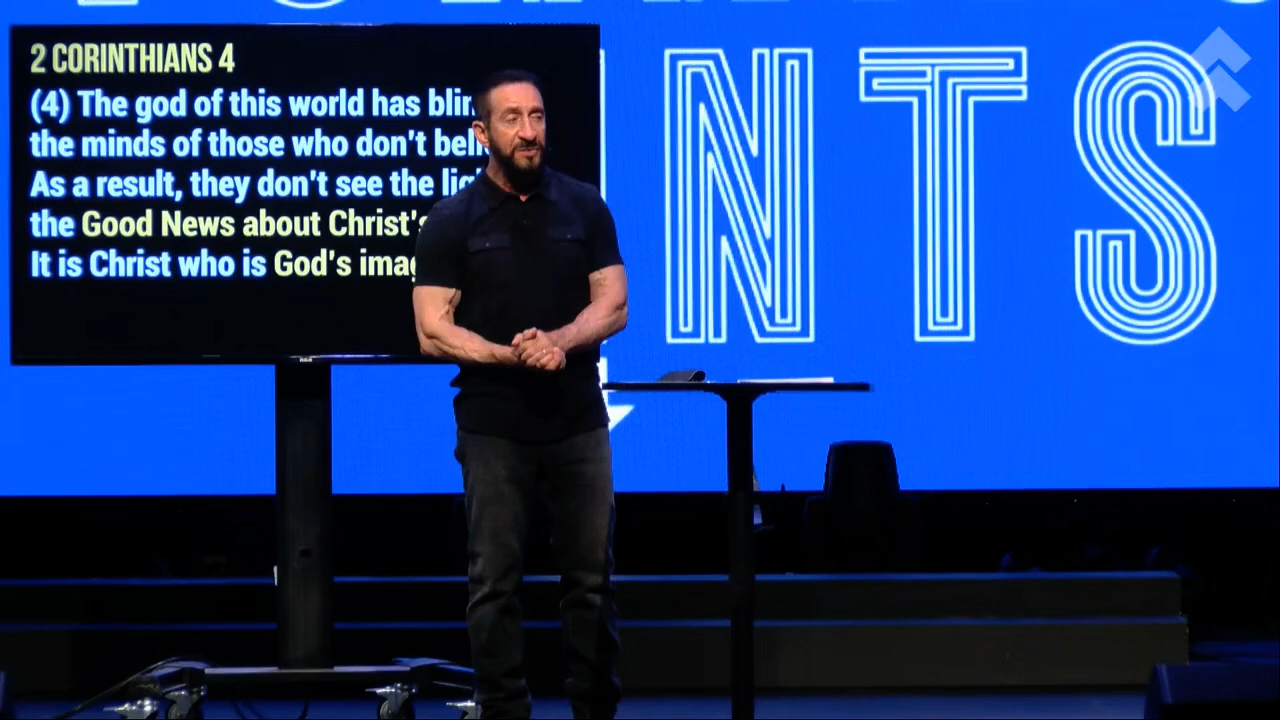 2 CORINTHIANS 4
(4) The god of this world has
the minds of those who don't
As a result, they don't see the
the Good News about Christ's
It is Christ who is God's
NTS